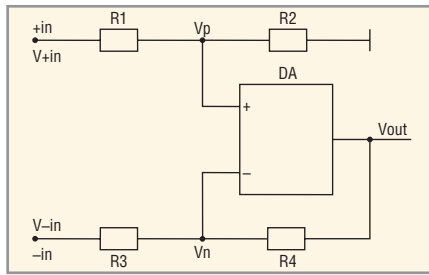 +in
V+in
R1
Vp
R2
DA
+
–
Vout
V–in
–in
R3
Vn
R4